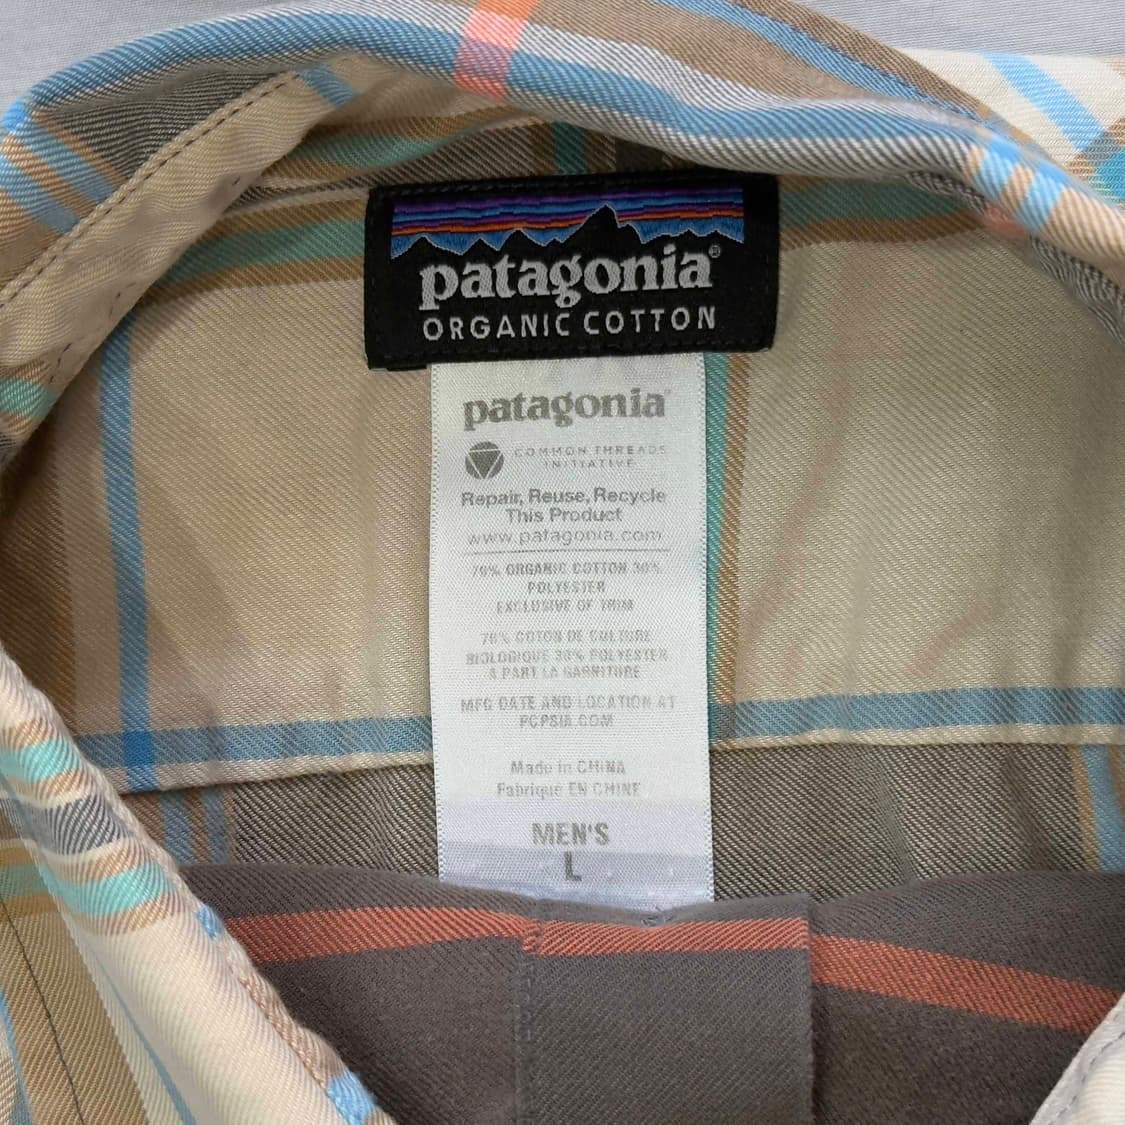 patagonia®
ORGANIC COTTON
patagonia®
COMMON THREADS
INITIATIVE
Repair, Reuse, Recycle
This Product
www.patagonia.com
70% ORGANIC COTTON 30%
POLYESTER
EXCLUSIVE OF TRIM
70% COTON DE CULTURE
BIOLOGIQUE 30% POLYESTER
À PART LA GARNITURE
MFG DATE AND LOCATION AT
PCPSIA.COM
Made in CHINA
Fabriqué EN CHINE
MEN'S
L